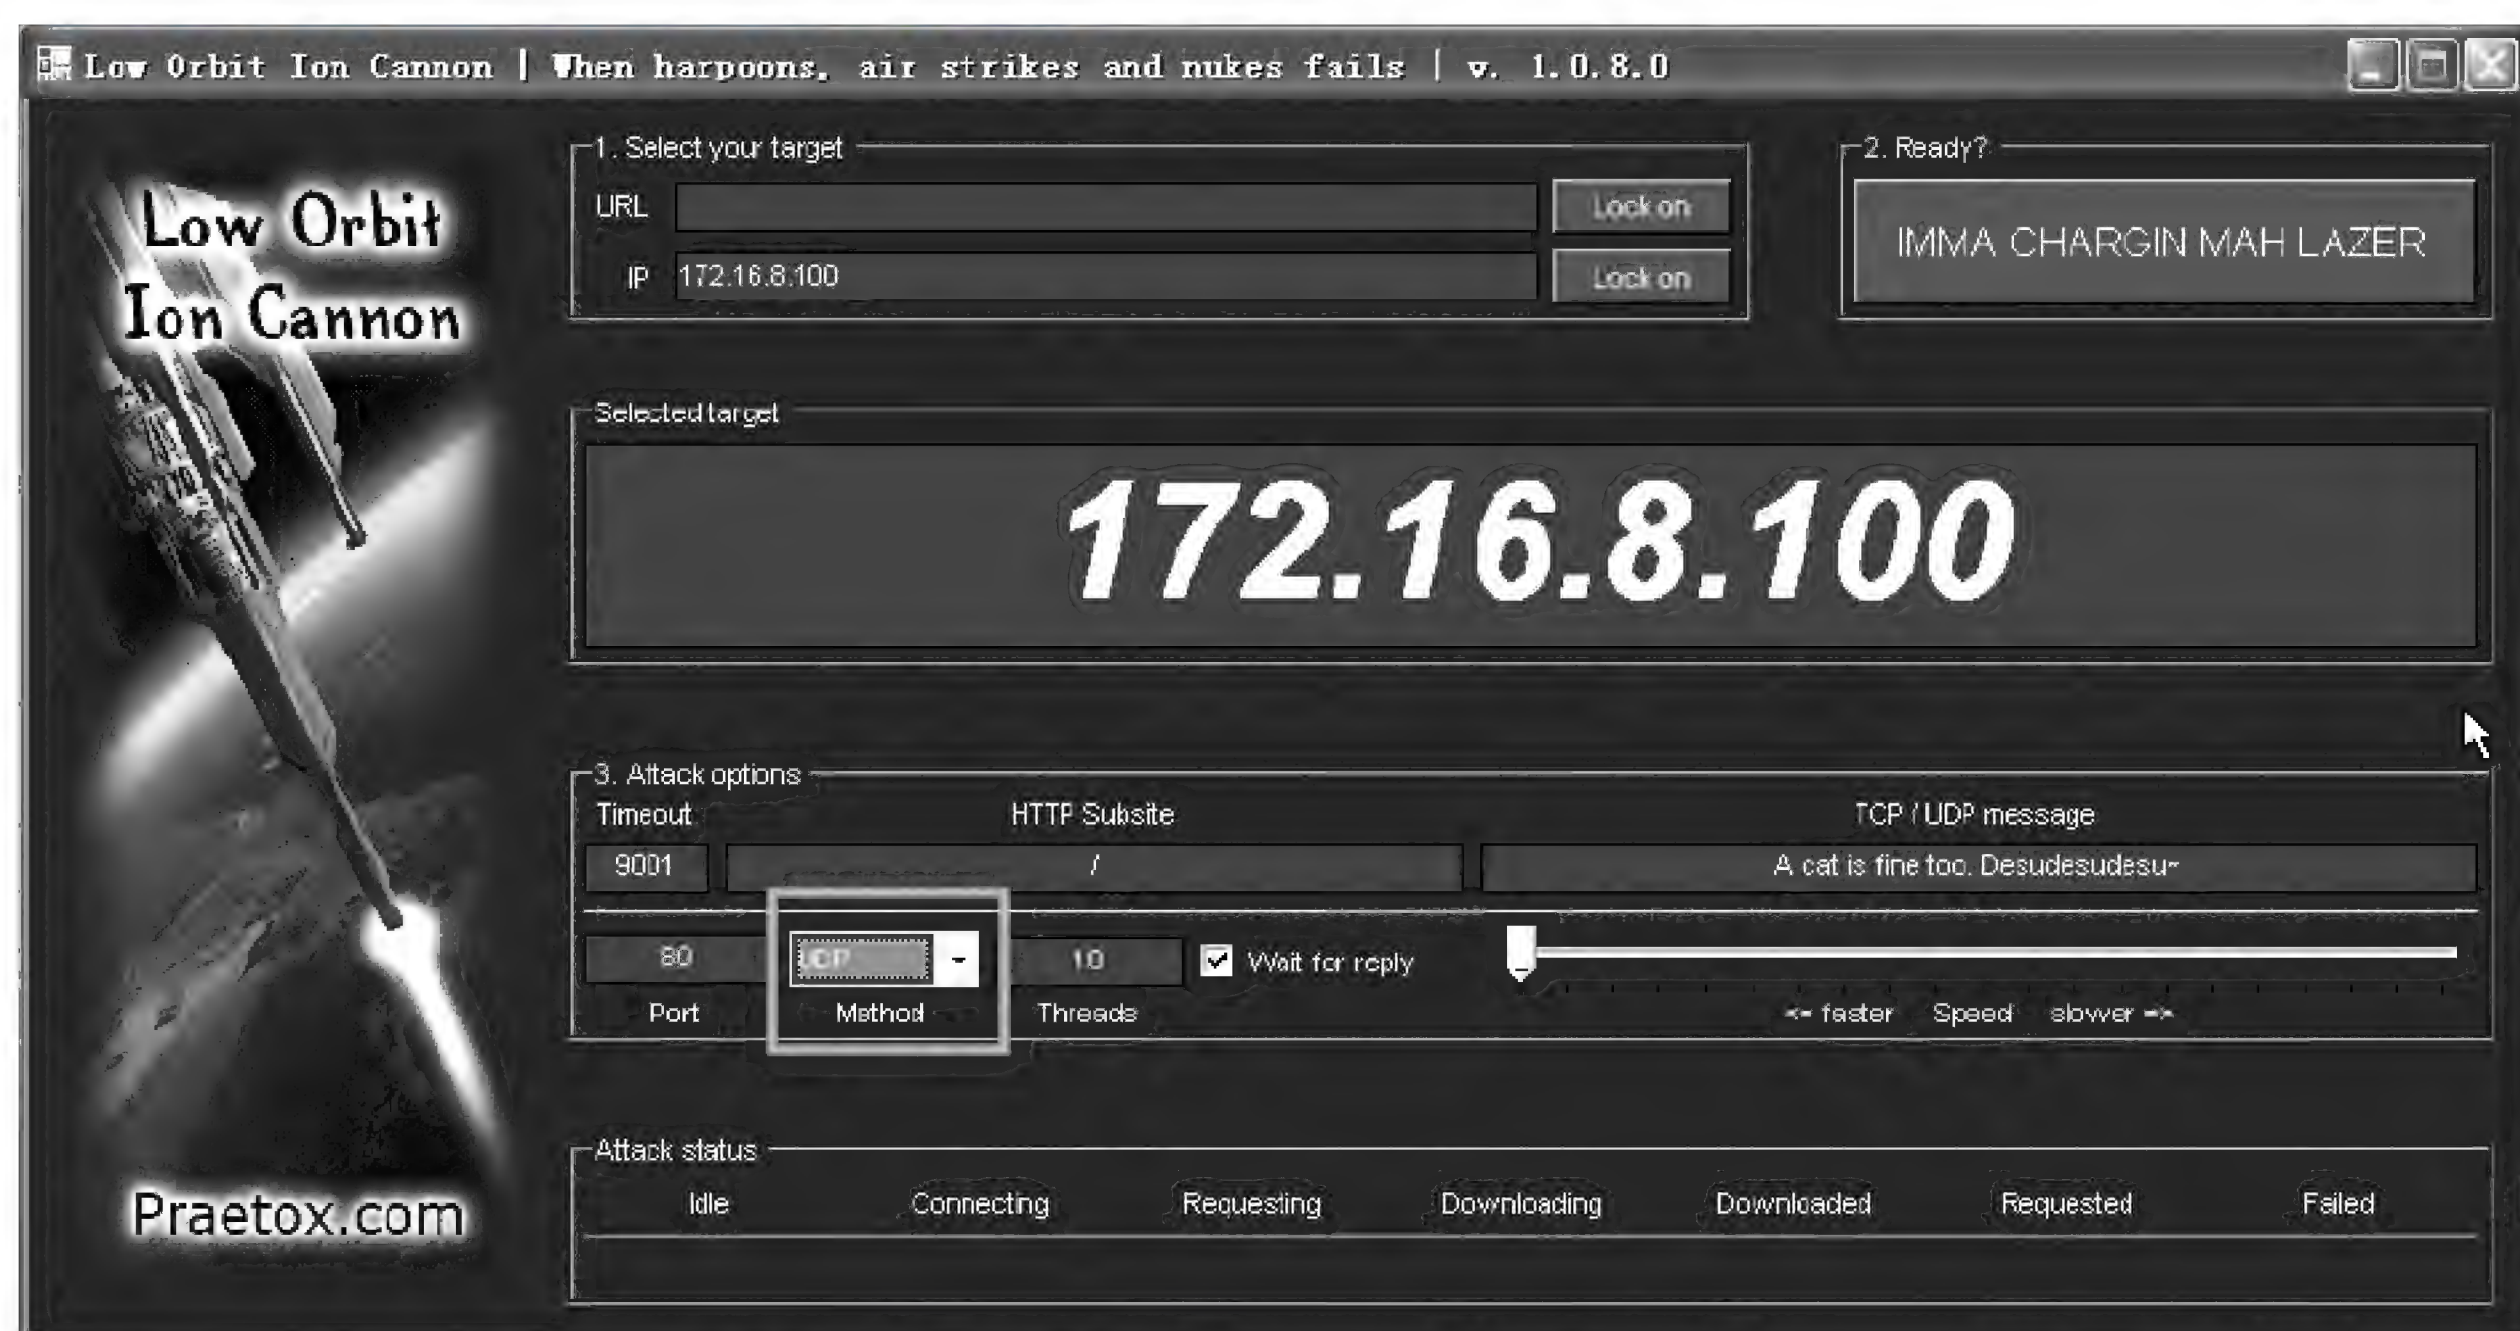 Low Orbit Ion Cannon | When harpoons, air strikes and nukes fails | v. 1.0.8.0
Low Orbit
Ion Cannon
Praetox.com
1. Select your target
URL
Lock on
IP 172.16.8.100 Lock on
2. Ready?
IMMA CHARGIN MAH LAZER
Selected target
172.16.8.100
3. Attack options
Timeout HTTP Subsite TCP / UDP message
9001 / A cat is fine too. Desudesudesu~
80 UDP 10 Wait for reply
Port Method Threads <= faster Speed slower =>
Attack status
Idle Connecting Requesting Downloading Downloaded Requested Failed